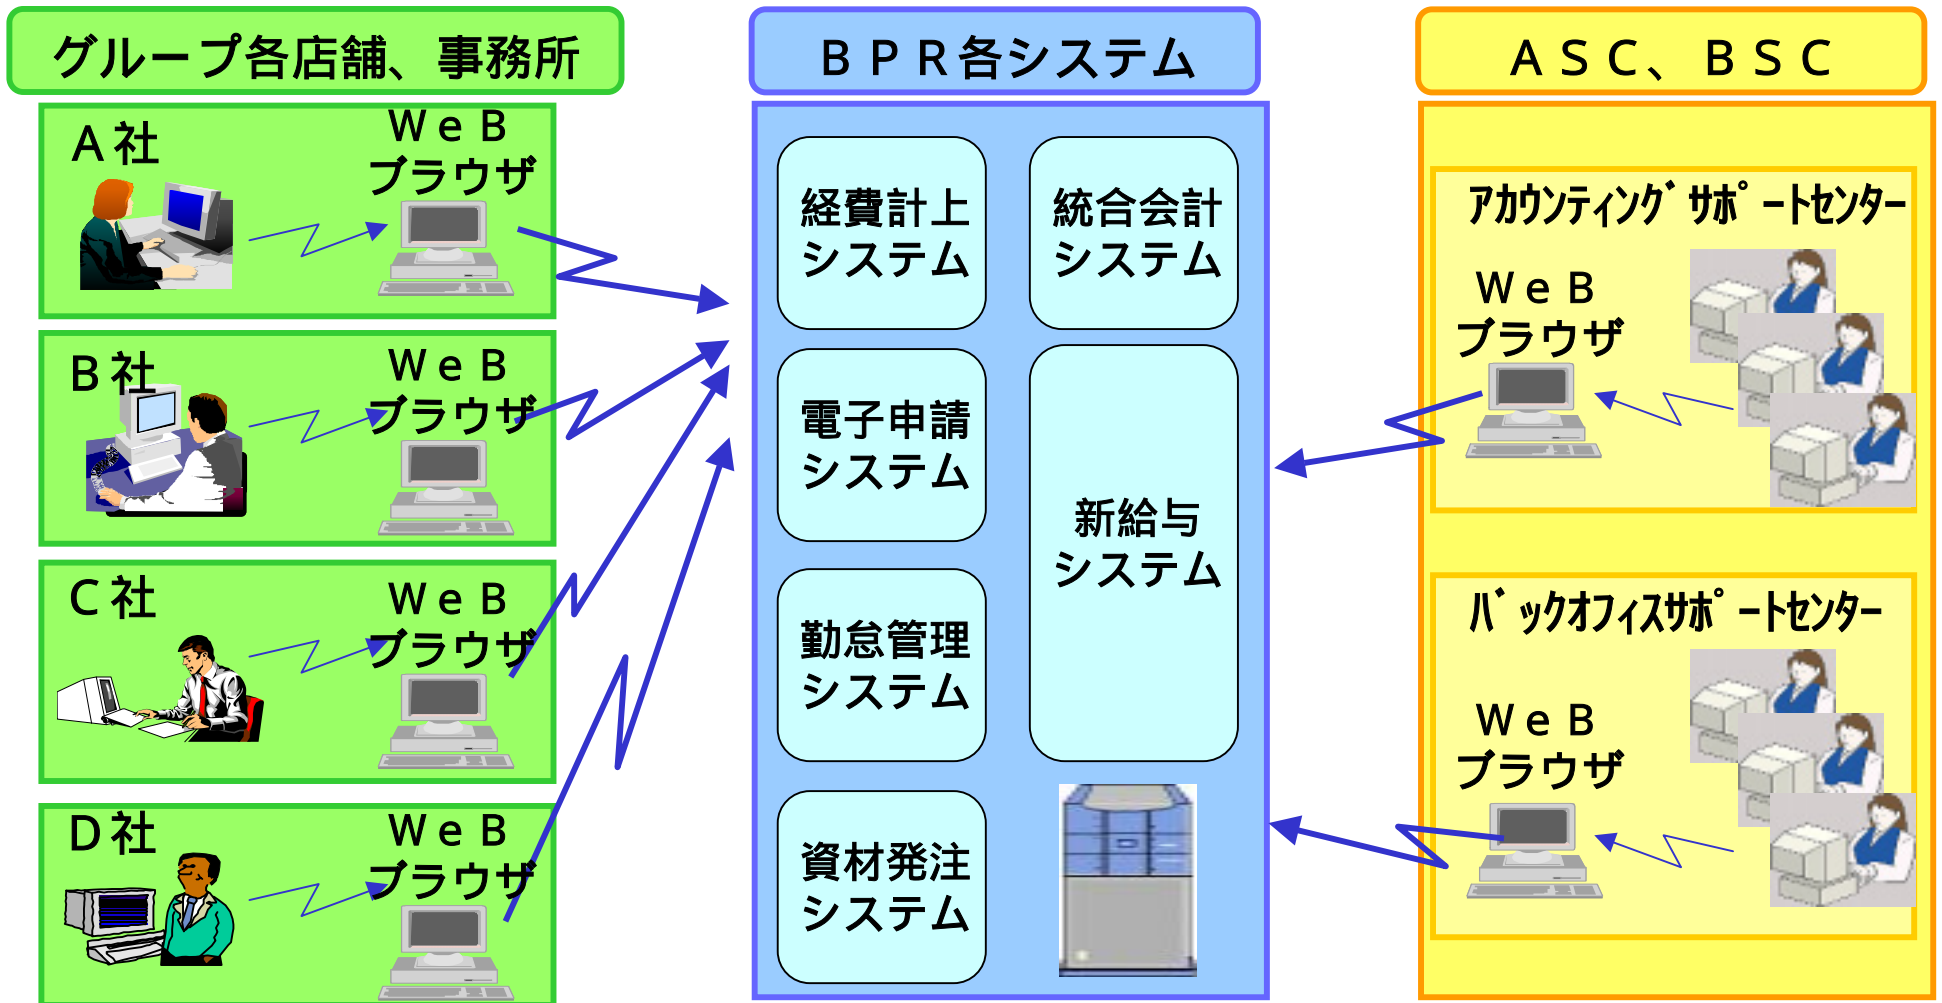 グループ各店舗、事務所
A社
WeB
ブラウザ
B社
WeB
ブラウザ
C社
WeB
ブラウザ
D社
WeB
ブラウザ
BPR各システム
経費計上
システム
統合会計
システム
電子申請
システム
新給与
システム
勤怠管理
システム
資材発注
システム
ASC、BSC
ｱｶｳﾝﾃｨﾝｸﾞｻﾎﾟｰﾄｾﾝﾀｰ
WeB
ブラウザ
ﾊﾞｯｸｵﾌｨｽｻﾎﾟｰﾄｾﾝﾀｰ
WeB
ブラウザ